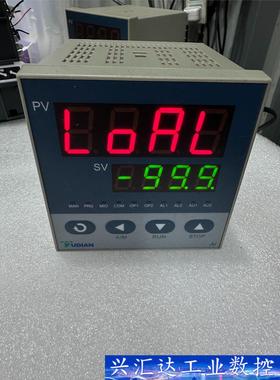 PV
LoAL
SV
-99.9
MAN PRG MIO COM OP1 OP2 AL1 AL2 AU1 AU2
A/M RUN STOP
YUDIAN AI
兴汇达工业数控